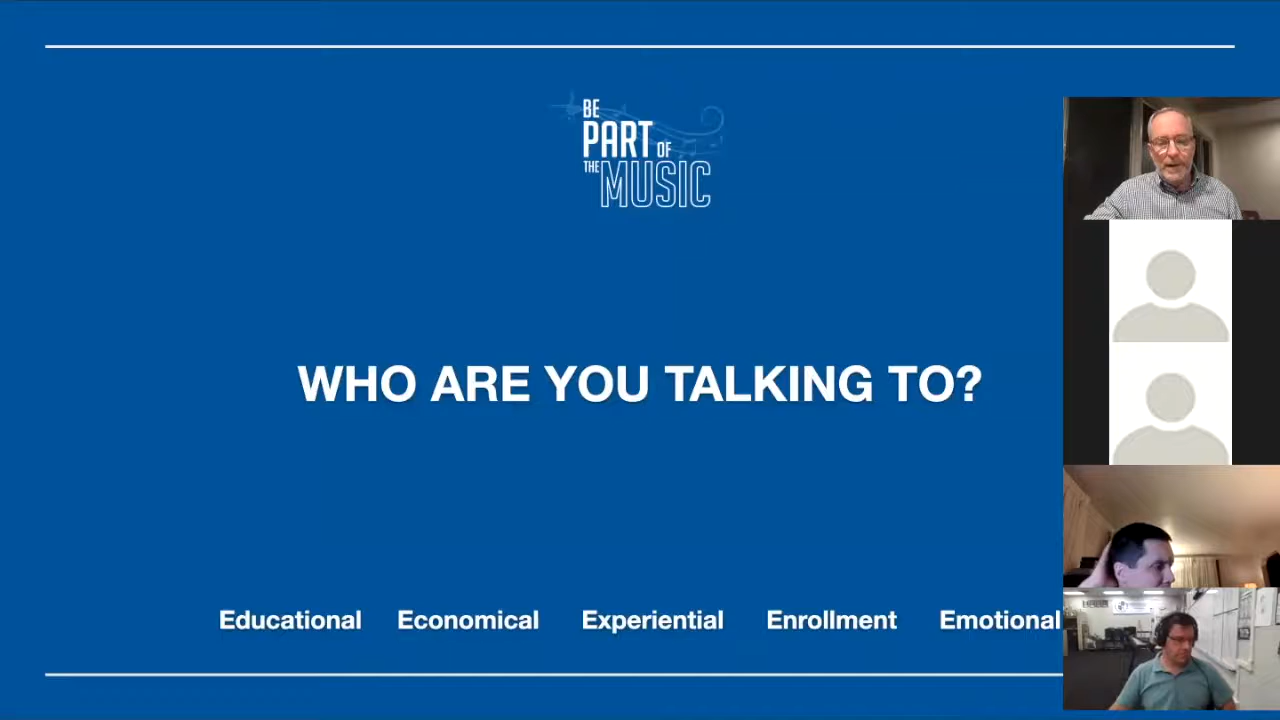 BE
PART OF
THE MUSIC
WHO ARE YOU TALKING TO?
Educational Economical Experiential Enrollment Emotional